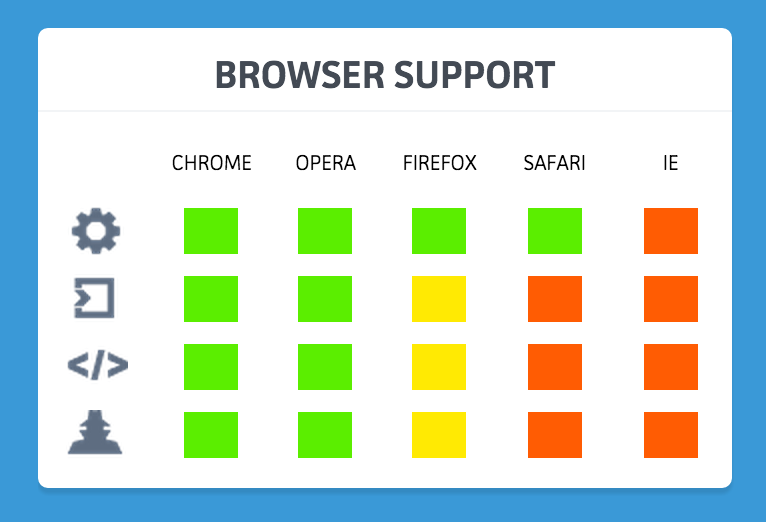 BROWSER SUPPORT
CHROME OPERA FIREFOX SAFARI IE